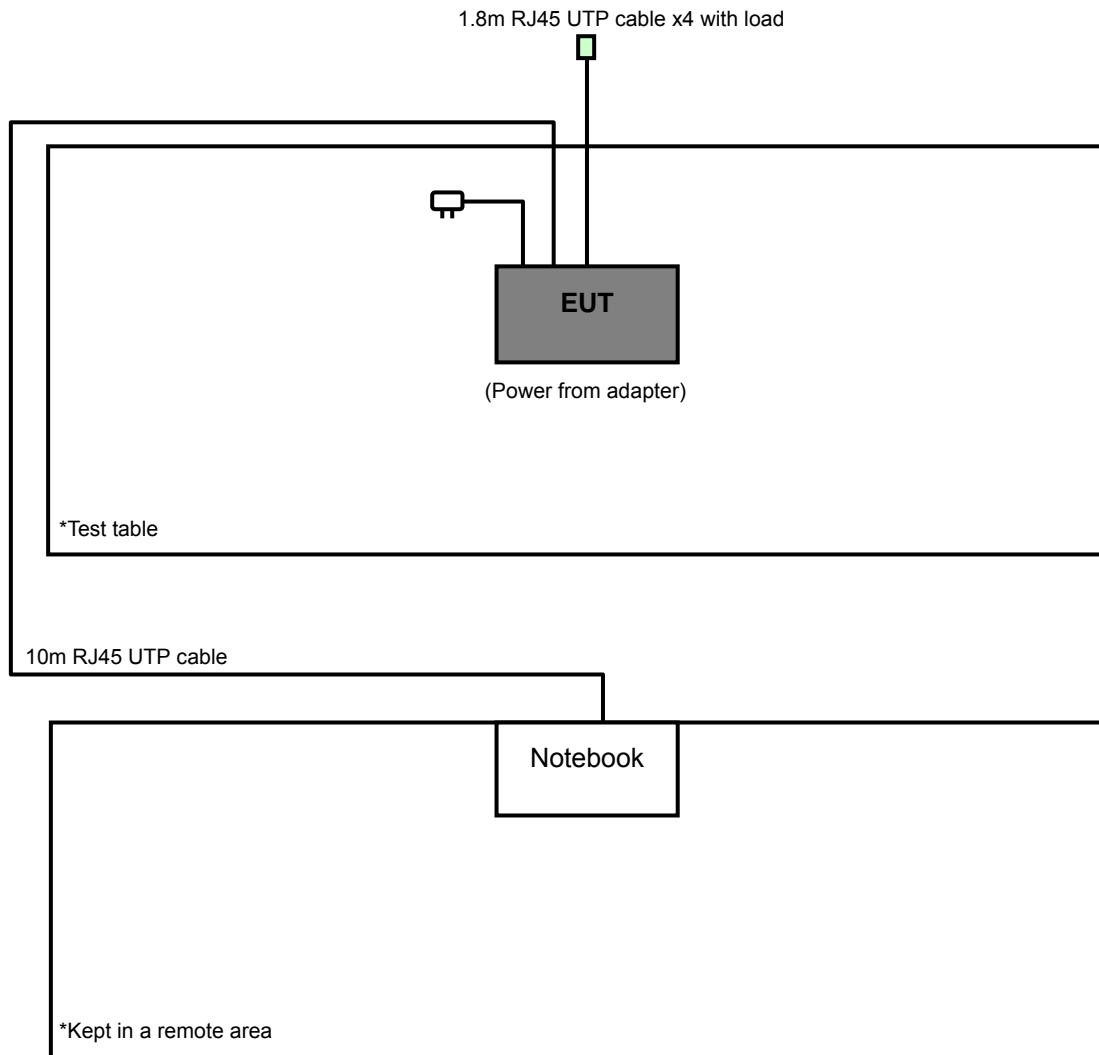 1.8m RJ45 UTP cable x4 with load
EUT
(Power from adapter)
*Test table
10m RJ45 UTP cable
Notebook
*Kept in a remote area